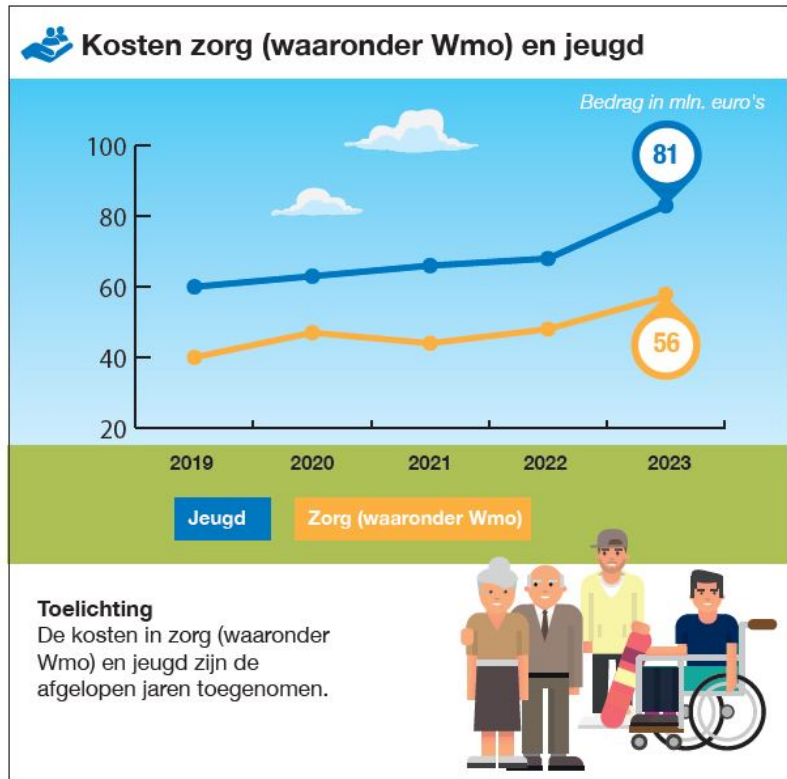 Kosten zorg (waaronder Wmo) en jeugd
Bedrag in mln. euro's
100
80
60
40
20
81
56
2019 2020 2021 2022 2023
Jeugd Zorg (waaronder Wmo)
Toelichting
De kosten in zorg (waaronder
Wmo) en jeugd zijn de
afgelopen jaren toegenomen.